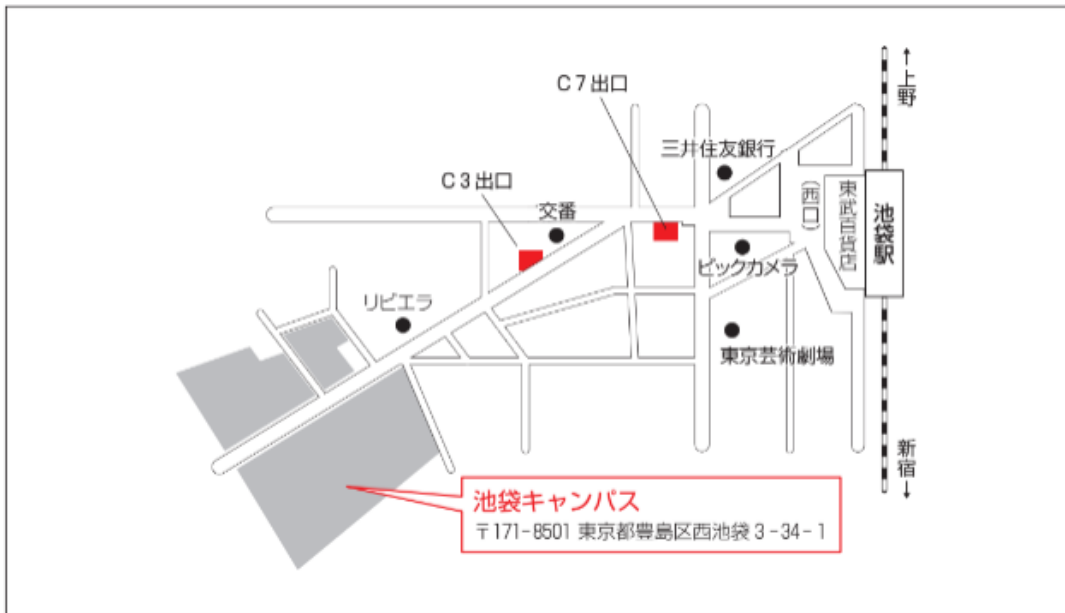 ↑上野
C7出口
三井住友銀行
C3出口
交番
(西口)
東武百貨店
池袋駅
ビックカメラ
リビエラ
東京芸術劇場
新宿↓
池袋キャンパス
〒171-8501 東京都豊島区西池袋3-34-1